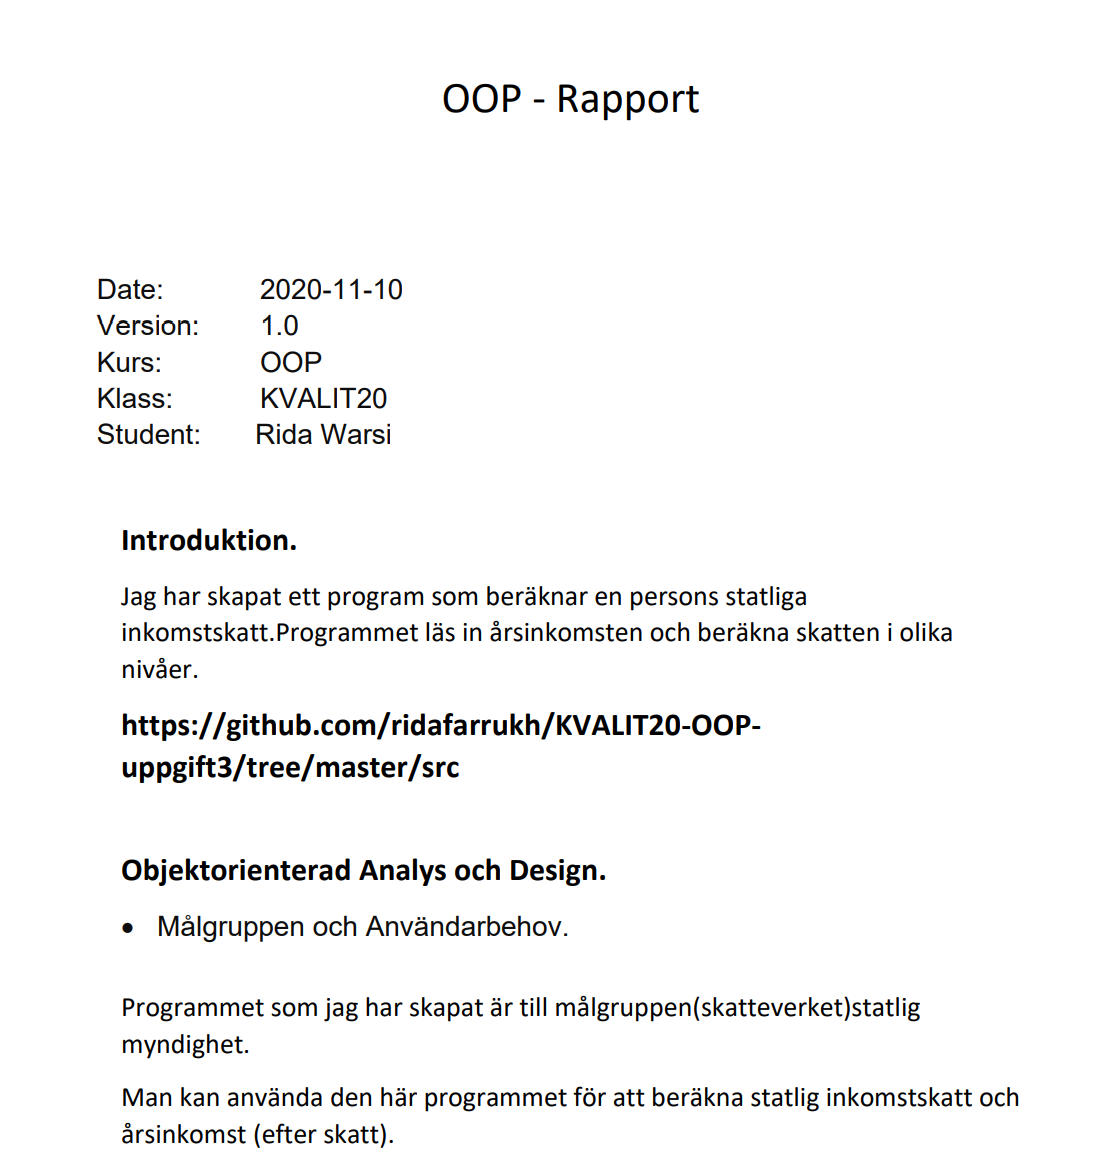 OOP - Rapport
Date: 2020-11-10
Version: 1.0
Kurs: OOP
Klass: KVALIT20
Student: Rida Warsi
Introduktion.
Jag har skapat ett program som beräknar en persons statliga
inkomstskatt.Programmet läs in årsinkomsten och beräkna skatten i olika
nivåer.
https://github.com/ridafarrukh/KVALIT20-OOP-
uppgift3/tree/master/src
Objektorienterad Analys och Design.
• Målgruppen och Användarbehov.
Programmet som jag har skapat är till målgruppen(skatteverket)statlig
myndighet.
Man kan använda den här programmet för att beräkna statlig inkomstskatt och
årsinkomst (efter skatt).